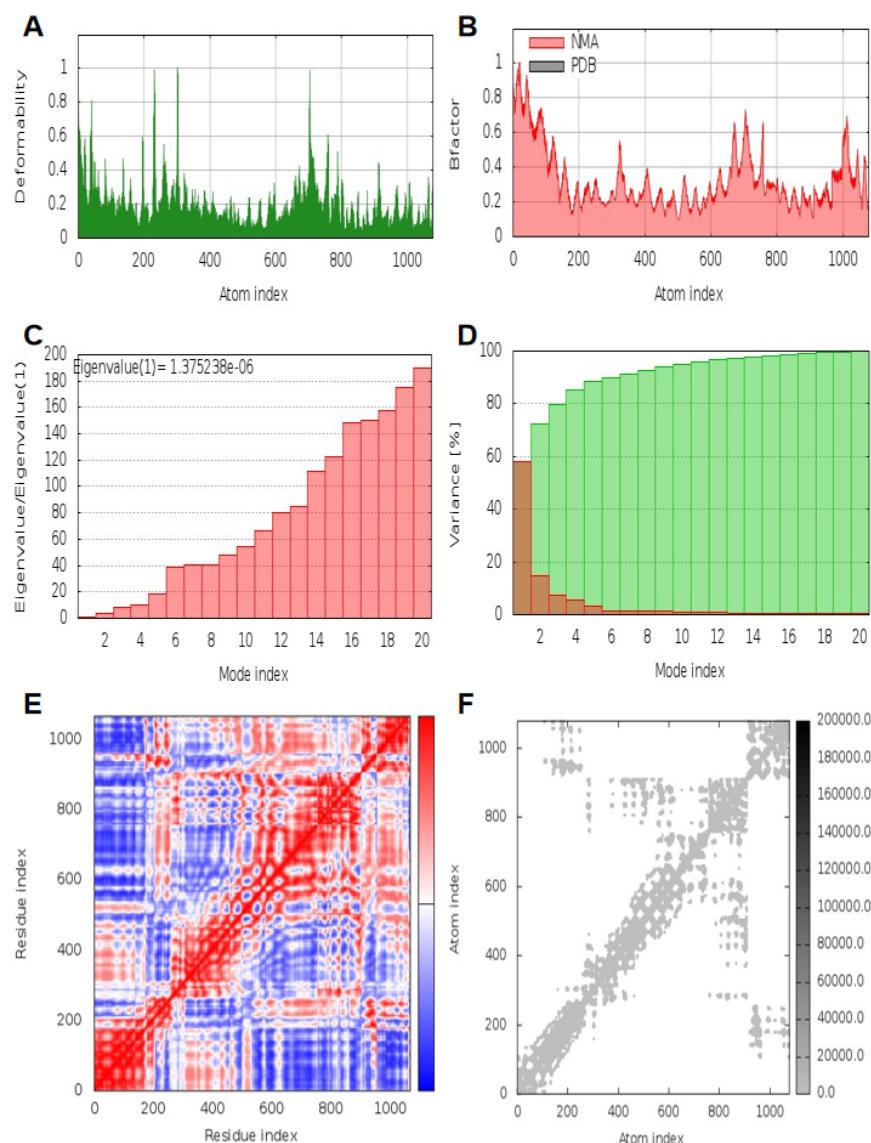 A
Deformability
1
0.8
0.6
0.4
0.2
0
0 200 400 600 800 1000
Atom index
B
NMA
PDB
Bfactor
1
0.8
0.6
0.4
0.2
0
0 200 400 600 800 1000
Atom index
C
Eigenvalue(1)= 1.375238e-06
Eigenvalue/Eigenvalue(1)
200
180
160
140
120
100
80
60
40
20
0
2 4 6 8 10 12 14 16 18 20
Mode index
D
Variance [%]
100
80
60
40
20
0
2 4 6 8 10 12 14 16 18 20
Mode index
E
Residue index
1000
800
600
400
200
0
0 200 400 600 800 1000
Residue index
F
Atom index
1000
800
600
400
200
0
0 200 400 600 800 1000
Atom index
200000.0
180000.0
160000.0
140000.0
120000.0
100000.0
80000.0
60000.0
40000.0
20000.0
0.0